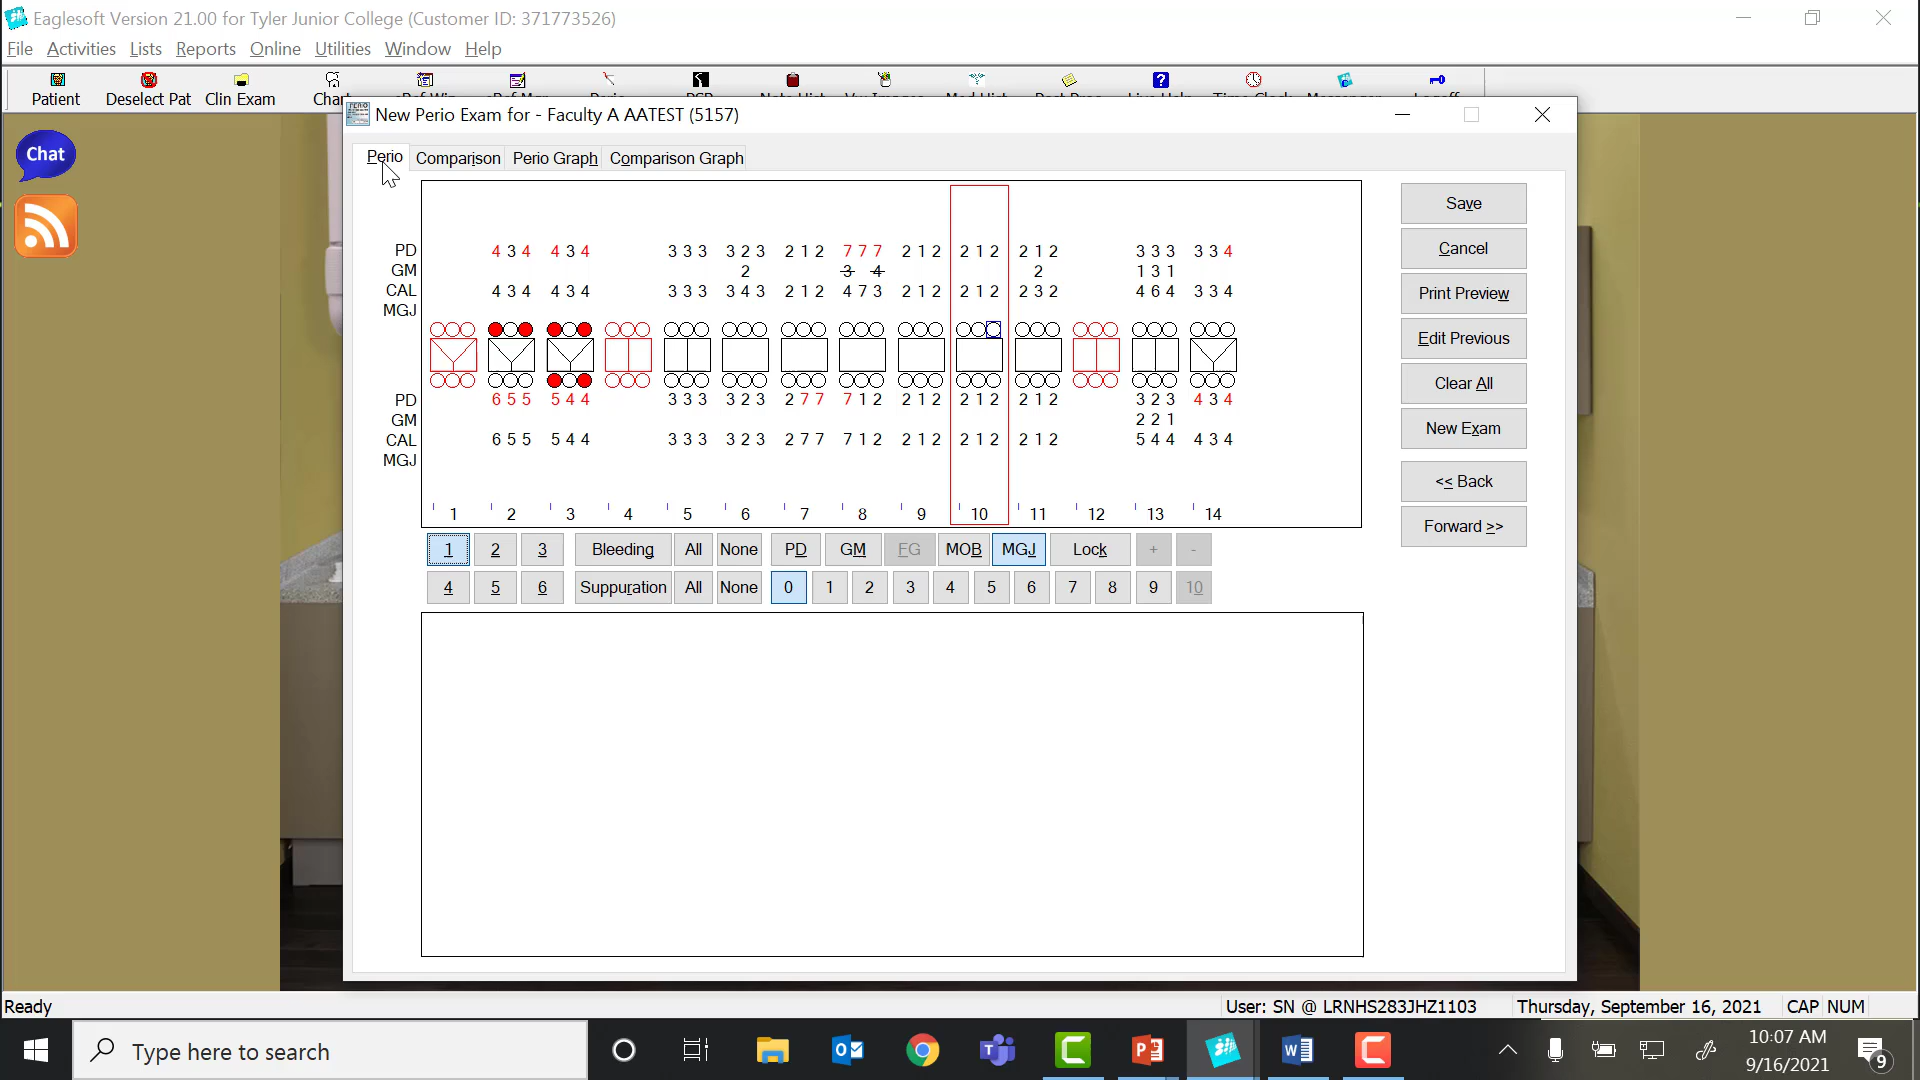 Eaglesoft Version 21.00 for Tyler Junior College (Customer ID: 371773526)
File Activities Lists Reports Online Utilities Window Help
Patient Deselect Pat Clin Exam Chart
New Perio Exam for - Faculty A AATEST (5157)
Chat
Perio Comparison Perio Graph Comparison Graph
Save
Cancel
Print Preview
Edit Previous
Clear All
New Exam
<< Back
Forward >>
PD 4 3 4 4 3 4 3 3 3 3 2 3 2 1 2 7 7 7 2 1 2 2 1 2 2 1 2 3 3 3 3 3 4
GM 2 3 4 2 1 3 1
CAL 4 3 4 4 3 4 3 3 3 3 4 3 2 1 2 4 7 3 2 1 2 2 1 2 2 3 2 4 6 4 3 3 4
MGJ
PD 6 5 5 5 4 4 3 3 3 3 2 3 2 7 7 7 1 2 2 1 2 2 1 2 2 1 2 3 2 3 4 3 4
GM 2 2 1
CAL 6 5 5 5 4 4 3 3 3 3 2 3 2 7 7 7 1 2 2 1 2 2 1 2 2 1 2 5 4 4 4 3 4
MGJ
1 2 3 4 5 6 7 8 9 10 11 12 13 14
1 2 3 Bleeding All None PD GM FG MOB MGJ Lock + -
4 5 6 Suppuration All None 0 1 2 3 4 5 6 7 8 9 10
Ready User: SN @ LRNHS283JHZ1103 Thursday, September 16, 2021 CAP NUM
Type here to search
10:07 AM
9/16/2021
9